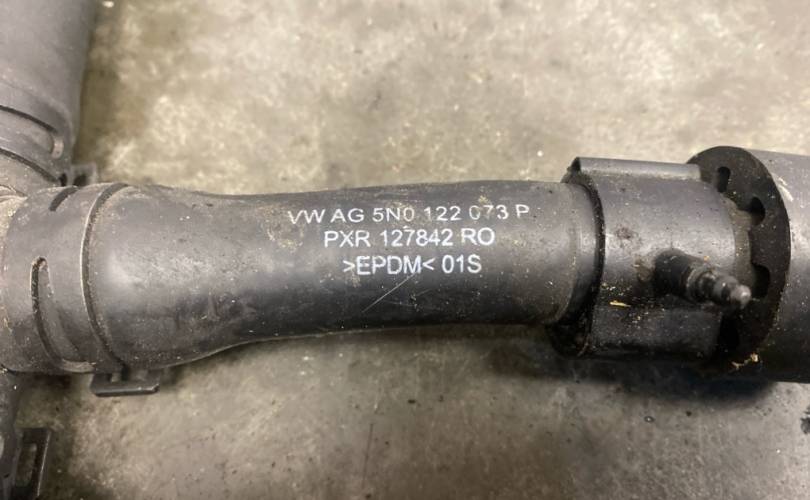 VW AG 5N0 122 073 P
PXR 127842 RO
>EPDM< 01S